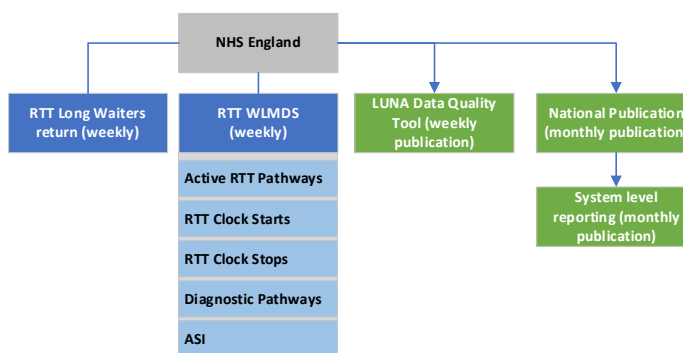 NHS England
RTT Long Waiters
return (weekly)
RTT WLMDS
(weekly)
LUNA Data Quality
Tool (weekly
publication)
National Publication
(monthly publication
System level
reporting (monthly
publication)
Active RTT Pathways
RTT Clock Starts
RTT Clock Stops
Diagnostic Pathways
ASI